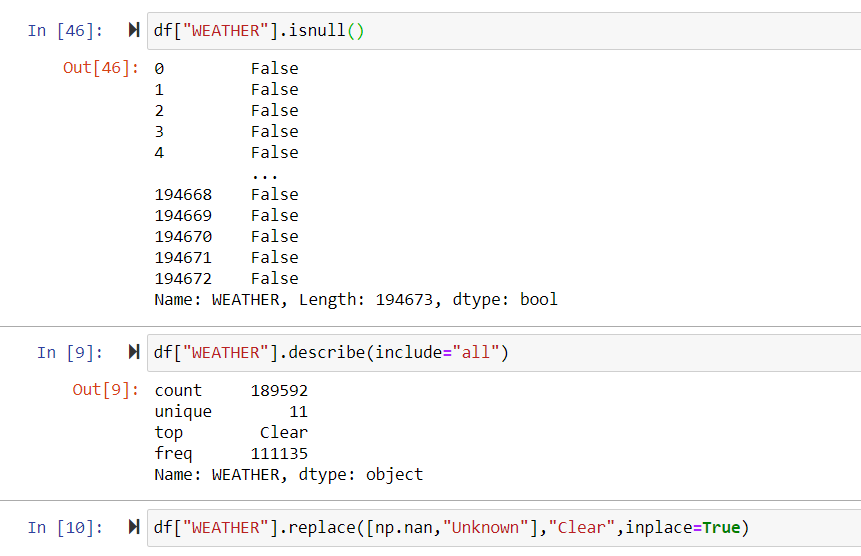 In [46]: df["WEATHER"].isnull()
Out[46]: 0 False
1 False
2 False
3 False
4 False
...
194668 False
194669 False
194670 False
194671 False
194672 False
Name: WEATHER, Length: 194673, dtype: bool
In [9]: df["WEATHER"].describe(include="all")
Out[9]: count 189592
unique 11
top Clear
freq 111135
Name: WEATHER, dtype: object
In [10]: df["WEATHER"].replace([np.nan,"Unknown"],"Clear",inplace=True)